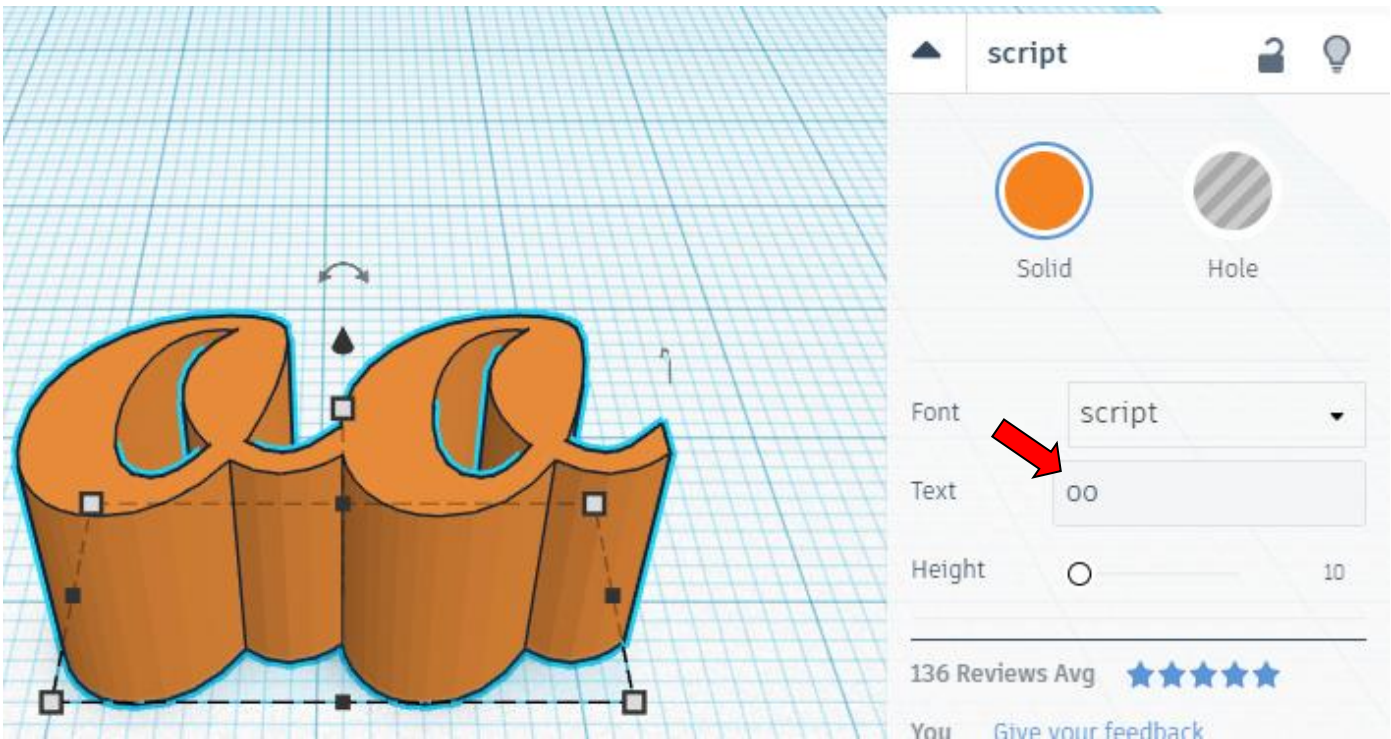 script
Solid Hole
Font script
Text oo
Height 10
136 Reviews Avg
You Give your feedback